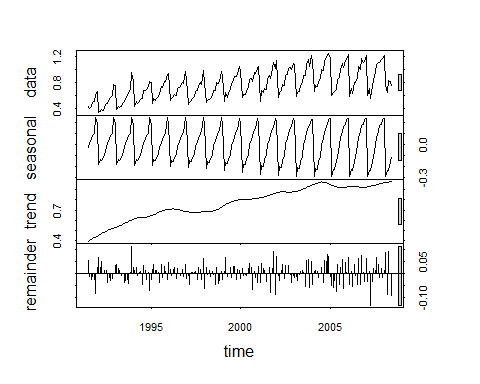 data
0.4 0.8 1.2
seasonal
-0.3 0.0
trend
0.4 0.7
remainder
-0.10 0.05
1995 2000 2005
time